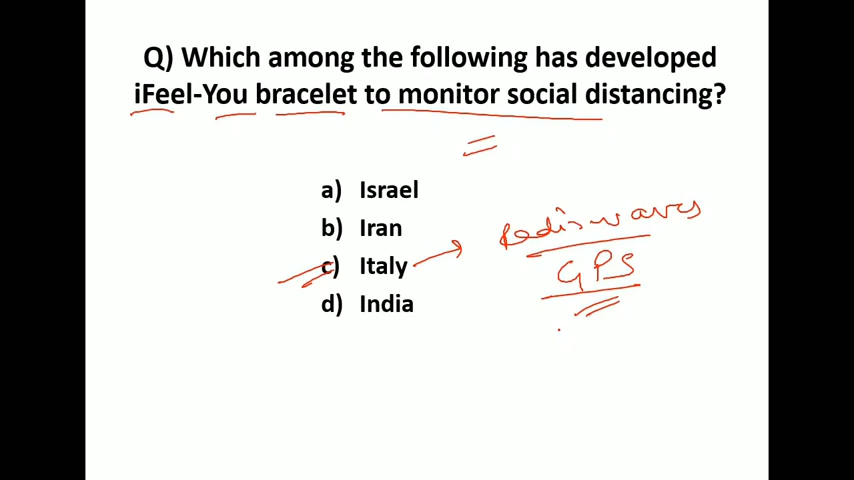 Q) Which among the following has developed
iFeel-You bracelet to monitor social distancing?
a) Israel
b) Iran
c) Italy
d) India
GPS